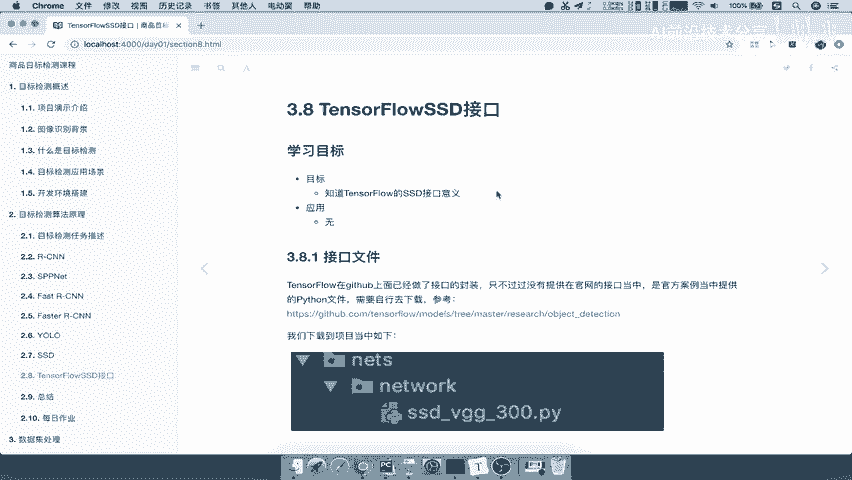 Chrome 文件 修改 视图 历史记录 书签 其他人 电动窗 帮助
100%
TensorFlowSSD接口 | 商品目标
localhost:4000/day01/section8.html
商品目标检测课程
1. 目标检测概述
1.1. 项目演示介绍
1.2. 图像识别背景
1.3. 什么是目标检测
1.4. 目标检测应用场景
1.5. 开发环境搭建
2. 目标检测算法原理
2.1. 目标检测任务描述
2.2. R-CNN
2.3. SPPNet
2.4. Fast R-CNN
2.5. Faster R-CNN
2.6. YOLO
2.7. SSD
2.8. TensorFlowSSD接口
2.9. 总结
2.10. 每日作业
3. 数据集处理
3.8 TensorFlowSSD接口
学习目标
目标
知道TensorFlow的SSD接口意义
应用
无
3.8.1 接口文件
TensorFlow在github上面已经做了接口的封装，只不过过没有提供在官网的接口当中，是官方案例当中提供
的Python文件，需要自行去下载，参考：
https://github.com/tensorflow/models/tree/master/research/object_detection
我们下载到项目当中如下：
nets
network
ssd_vgg_300.py